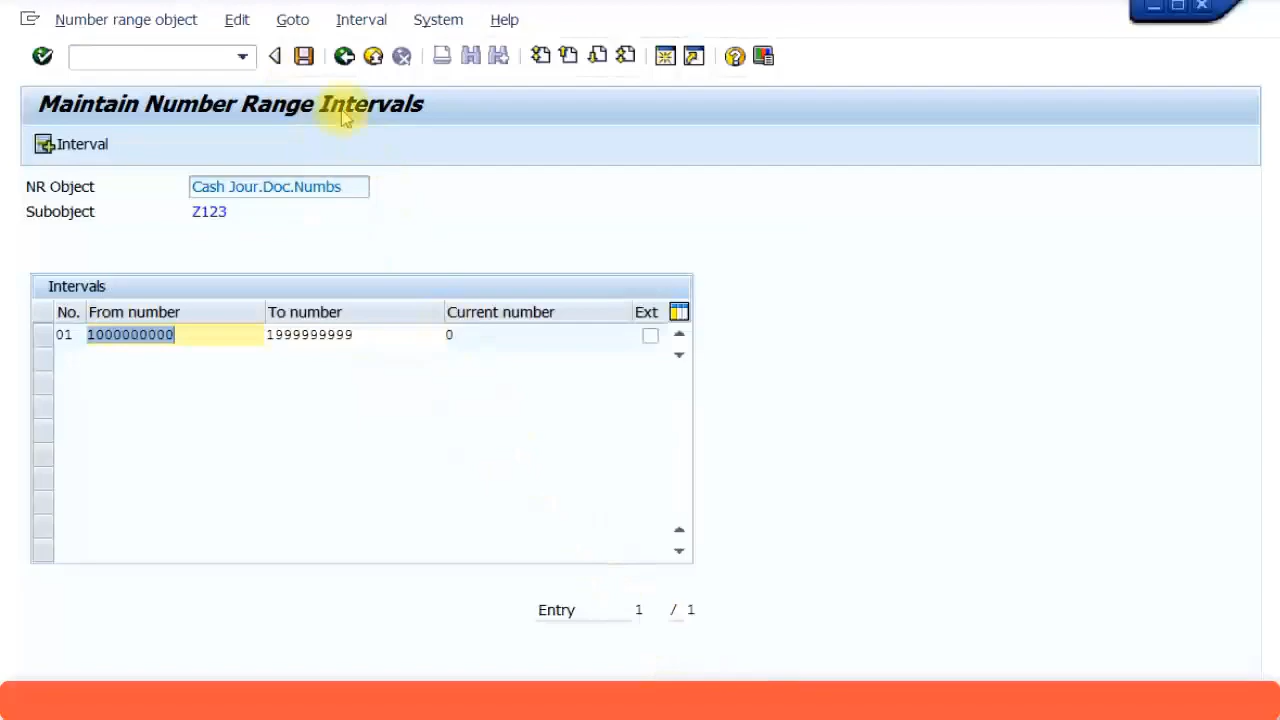 Number range object Edit Goto Interval System Help
Maintain Number Range Intervals
Interval
NR Object Cash Jour.Doc.Numbs
Subobject Z123
Intervals
No. From number To number Current number Ext
01 1000000000 1999999999 0
Entry 1 / 1